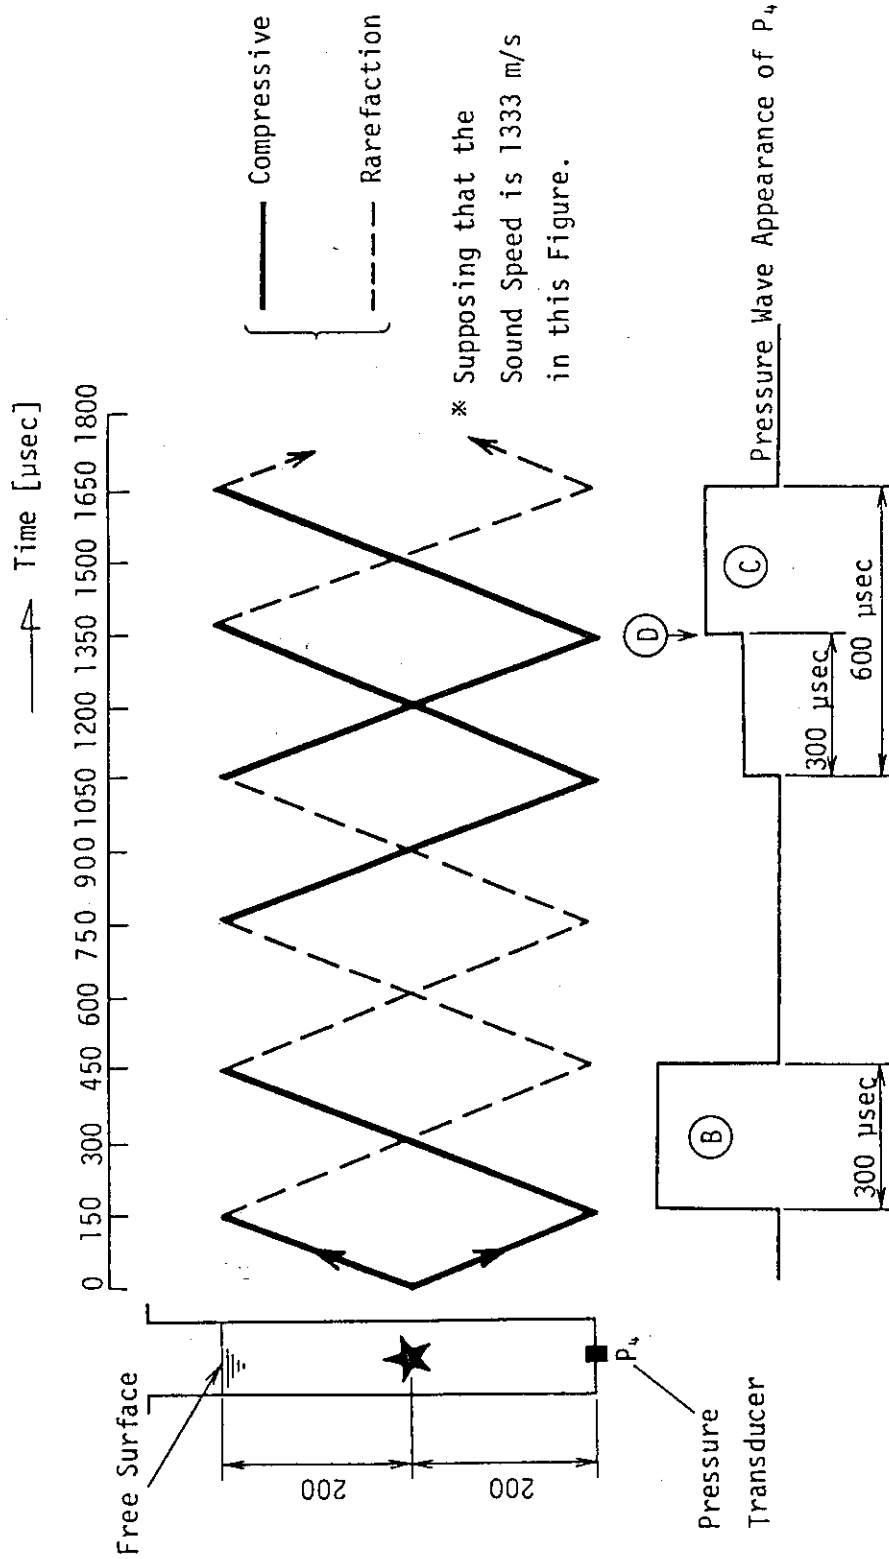 Time [μsec]
0 150 300 450 600 750 900 1050 1200 1350 1500 1650 1800
Free Surface
200
200
P₄
Pressure
Transducer
Compressive
Rarefaction
※ Supposing that the
Sound Speed is 1333 m/s
in this Figure.
B
D
C
300 μsec
300 μsec
600 μsec
Pressure Wave Appearance of P₄